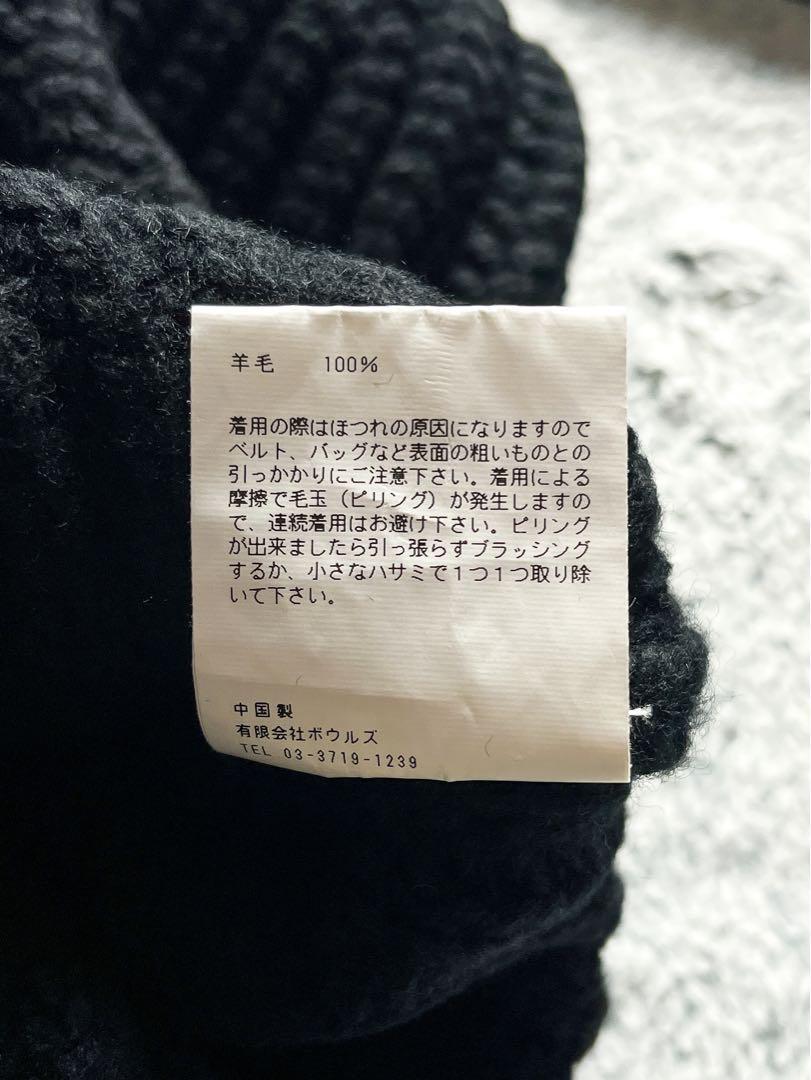 羊毛　　100%
着用の際はほつれの原因になりますので
ベルト、バッグなど表面の粗いものとの
引っかかりにご注意下さい。着用による
摩擦で毛玉（ピリング）が発生しますの
で、連続着用はお避け下さい。ピリング
が出来ましたら引っ張らずブラッシング
するか、小さなハサミで１つ１つ取り除
いて下さい。
中国製
有限会社ボウルズ
TEL 03-3719-1239